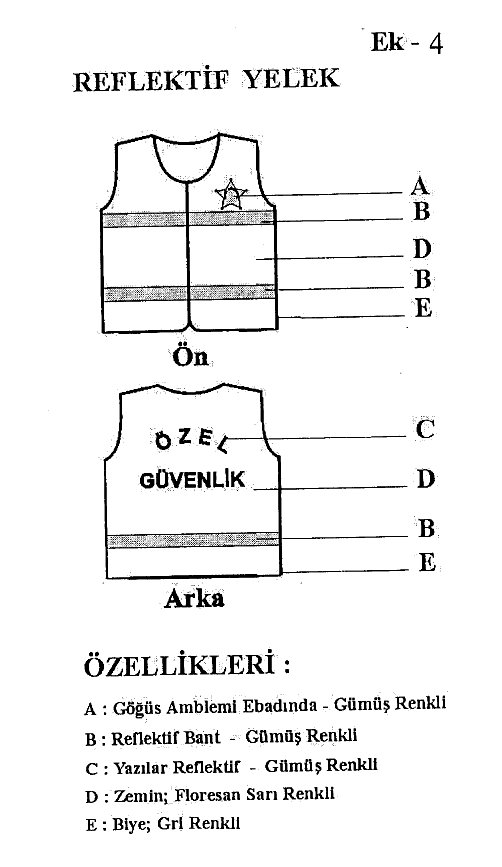 Ek - 4
REFLEKTİF YELEK
A
B
D
B
E
Ön
ÖZEL
GÜVENLİK
C
D
B
E
Arka
ÖZELLİKLERİ :
A : Göğüs Amblemi Ebadında - Gümüş Renkli
B : Reflektif Bant - Gümüş Renkli
C : Yazılar Reflektif - Gümüş Renkli
D : Zemin; Floresan Sarı Renkli
E : Biye; Gri Renkli